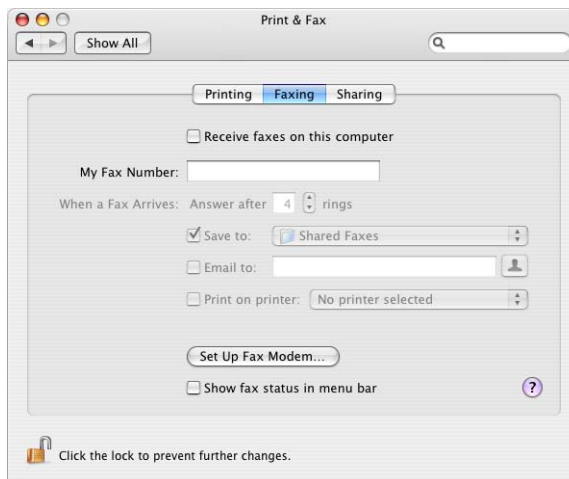 Print & Fax
Show All
Printing Faxing Sharing
Receive faxes on this computer
My Fax Number:
When a Fax Arrives: Answer after 4 rings
Save to: Shared Faxes
Email to:
Print on printer: No printer selected
Set Up Fax Modem...
Show fax status in menu bar ?
Click the lock to prevent further changes.